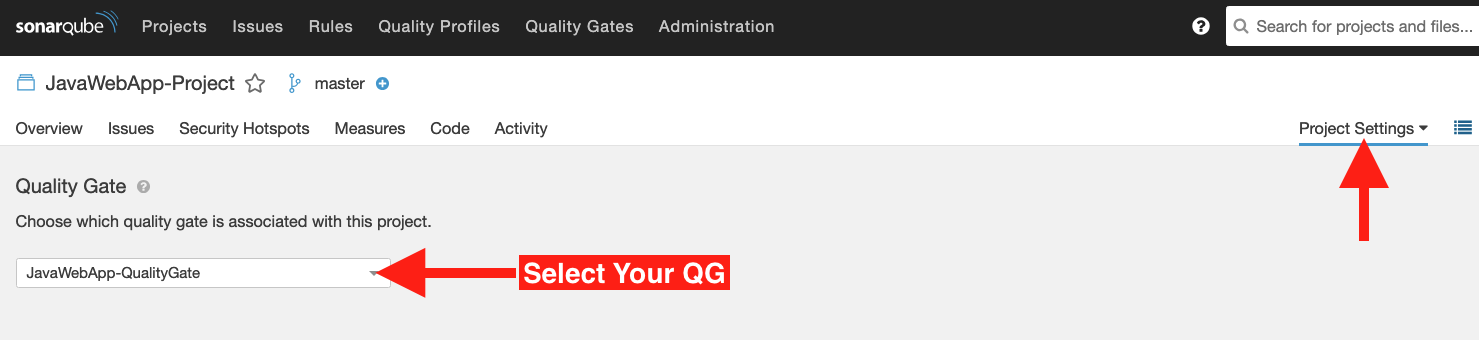 sonarqube Projects Issues Rules Quality Profiles Quality Gates Administration ? Search for projects and files...
JavaWebApp-Project master
Overview Issues Security Hotspots Measures Code Activity Project Settings
Quality Gate ?
Choose which quality gate is associated with this project.
JavaWebApp-QualityGate Select Your QG